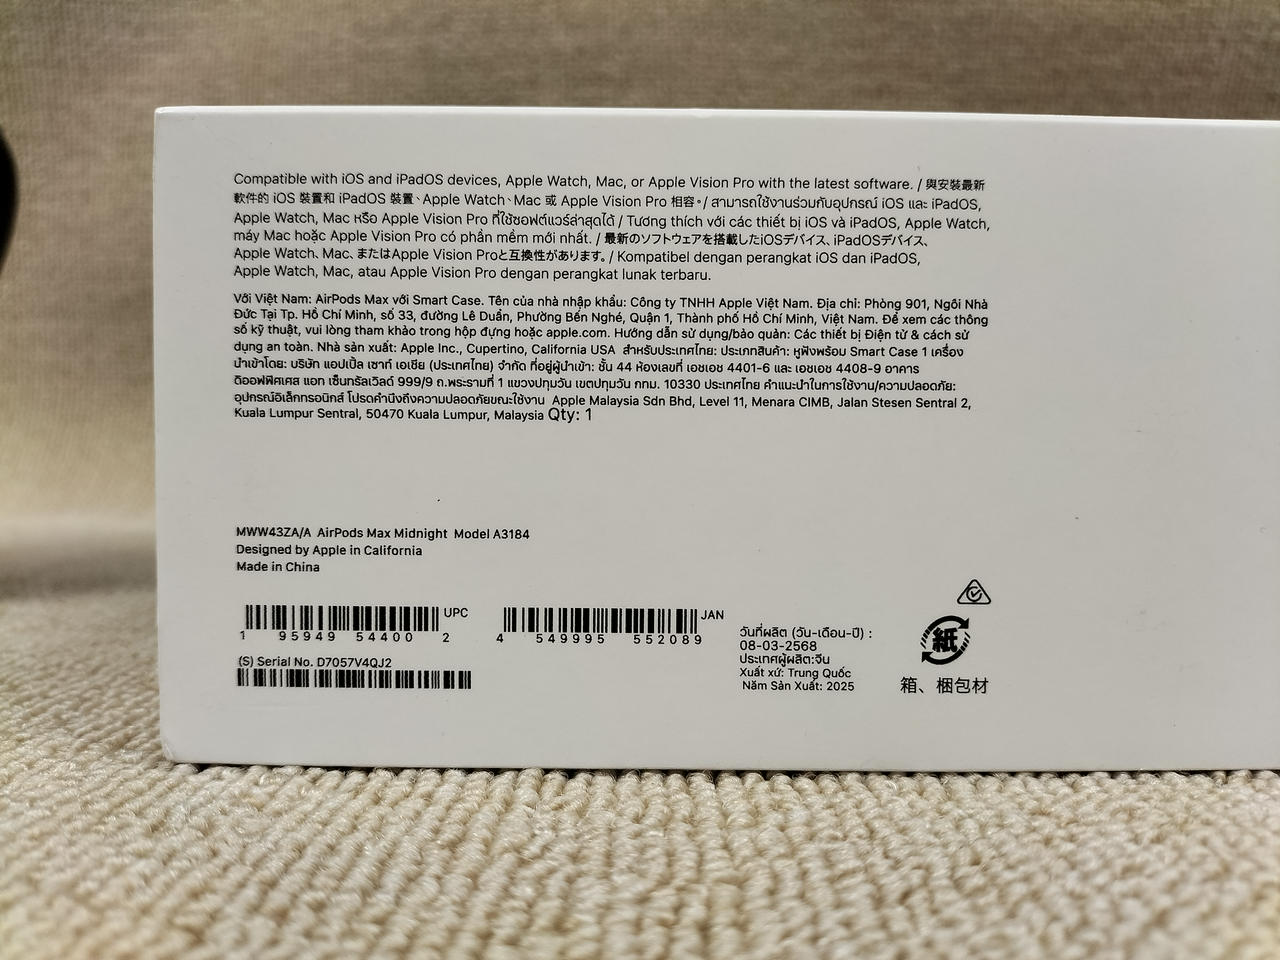 Compatible with iOS and iPadOS devices, Apple Watch, Mac, or Apple Vision Pro with the latest software. / 與安裝最新
軟件的 iOS 裝置和 iPadOS 裝置、Apple Watch、Mac 或 Apple Vision Pro 相容。/ สามารถใช้งานร่วมกับอุปกรณ์ iOS และ iPadOS,
Apple Watch, Mac หรือ Apple Vision Pro ที่ใช้ซอฟต์แวร์ล่าสุดได้ / Tương thích với các thiết bị iOS và iPadOS, Apple Watch,
máy Mac hoặc Apple Vision Pro có phần mềm mới nhất. / 最新のソフトウェアを搭載したiOSデバイス、iPadOSデバイス、
Apple Watch、Mac、またはApple Vision Proと互換性があります。/ Kompatibel dengan perangkat iOS dan iPadOS,
Apple Watch, Mac, atau Apple Vision Pro dengan perangkat lunak terbaru.
Với Việt Nam: AirPods Max với Smart Case. Tên của nhà nhập khẩu: Công ty TNHH Apple Việt Nam. Địa chỉ: Phòng 901, Ngôi Nhà
Đức Tại Tp. Hồ Chí Minh, số 33, đường Lê Duẩn, Phường Bến Nghé, Quận 1, Thành phố Hồ Chí Minh, Việt Nam. Để xem các thông
số kỹ thuật, vui lòng tham khảo trong hộp đựng hoặc apple.com. Hướng dẫn sử dụng/bảo quản: Các thiết bị Điện tử & cách sử
dụng an toàn. Nhà sản xuất: Apple Inc., Cupertino, California USA สำหรับประเทศไทย: ประเภทสินค้า: หูฟังพร้อม Smart Case 1 เครื่อง
นำเข้าโดย: บริษัท แอปเปิ้ล เซาท์ เอเชีย (ประเทศไทย) จำกัด ที่อยู่ผู้นำเข้า: ชั้น 44 ห้องเลขที่ เอชเอช 4401-6 และ เอชเอช 4408-9 อาคาร
ดิออฟฟิศเศส แอท เซ็นทรัลเวิลด์ 999/9 ถ.พระรามที่ 1 แขวงปทุมวัน เขตปทุมวัน กทม. 10330 ประเทศไทย คำแนะนำในการใช้งาน/ความปลอดภัย:
อุปกรณ์อิเล็กทรอนิกส์ โปรดคำนึงถึงความปลอดภัยขณะใช้งาน Apple Malaysia Sdn Bhd, Level 11, Menara CIMB, Jalan Stesen Sentral 2,
Kuala Lumpur Sentral, 50470 Kuala Lumpur, Malaysia Qty: 1
MWW43ZA/A AirPods Max Midnight Model A3184
Designed by Apple in California
Made in China
UPC
1 95949 54400 2
JAN
4 549995 552089
(S) Serial No. D7057V4QJ2
วันที่ผลิต (วัน-เดือน-ปี) :
08-03-2568
ประเทศผู้ผลิต:จีน
Xuất xứ: Trung Quốc
Năm Sản Xuất: 2025
紙
箱、梱包材